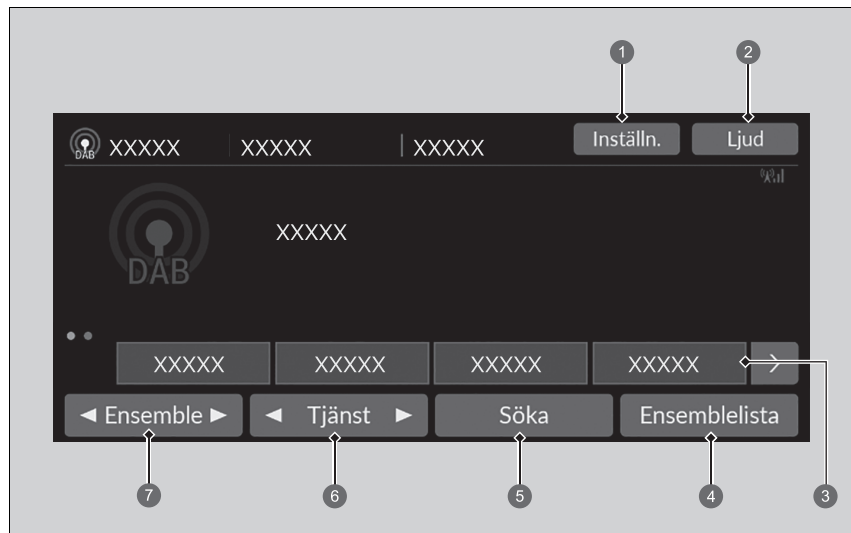 1 2
DAB XXXXX XXXXX XXXXX Inställn. Ljud
DAB XXXXX
XXXXX XXXXX XXXXX XXXXX
3
Ensemble Tjänst Söka Ensemblelista
7 6 5 4